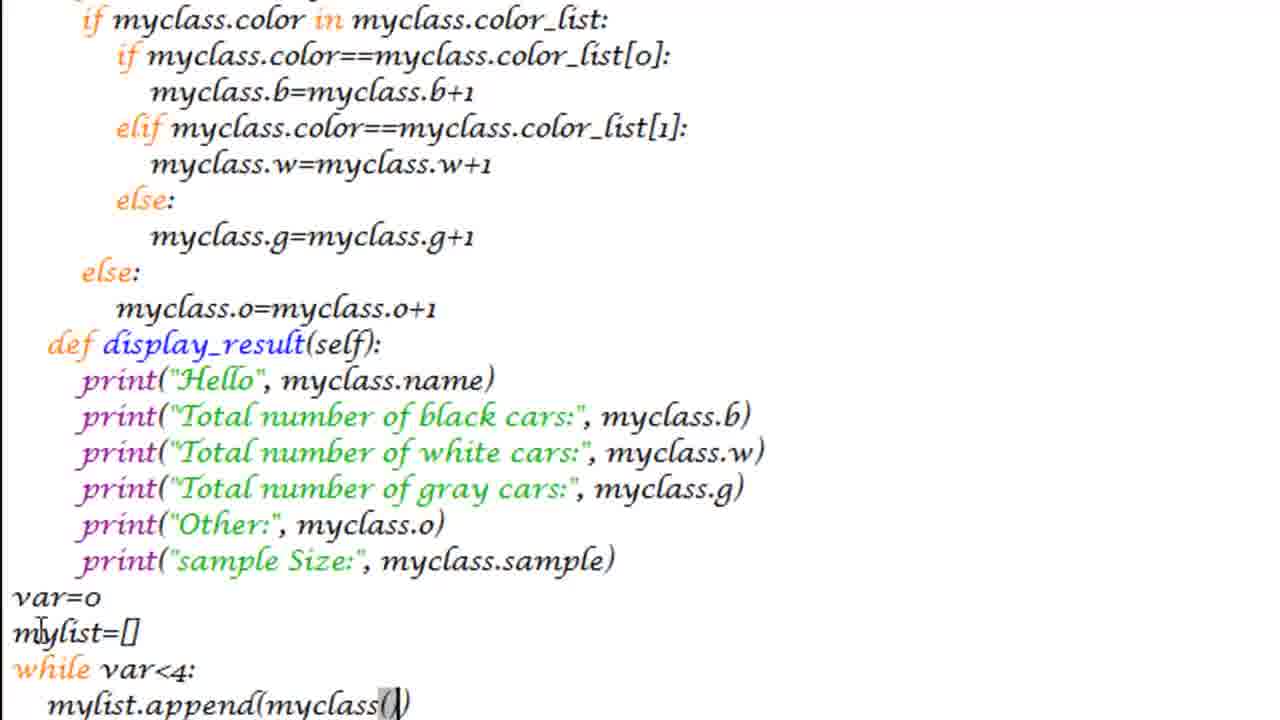 if myclass.color in myclass.color_list:
if myclass.color==myclass.color_list[0]:
myclass.b=myclass.b+1
elif myclass.color==myclass.color_list[1]:
myclass.w=myclass.w+1
else:
myclass.g=myclass.g+1
else:
myclass.o=myclass.o+1
def display_result(self):
print("Hello", myclass.name)
print("Total number of black cars:", myclass.b)
print("Total number of white cars:", myclass.w)
print("Total number of gray cars:", myclass.g)
print("Other:", myclass.o)
print("sample Size:", myclass.sample)
var=0
mylist=[]
while var<4:
mylist.append(myclass())